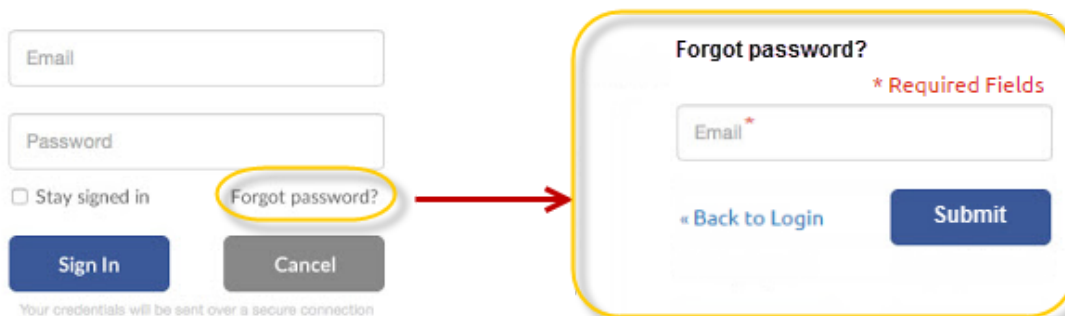 Email
Password
Stay signed in Forgot password?
Sign In Cancel
Your credentials will be sent over a secure connection
Forgot password?
* Required Fields
Email*
« Back to Login Submit